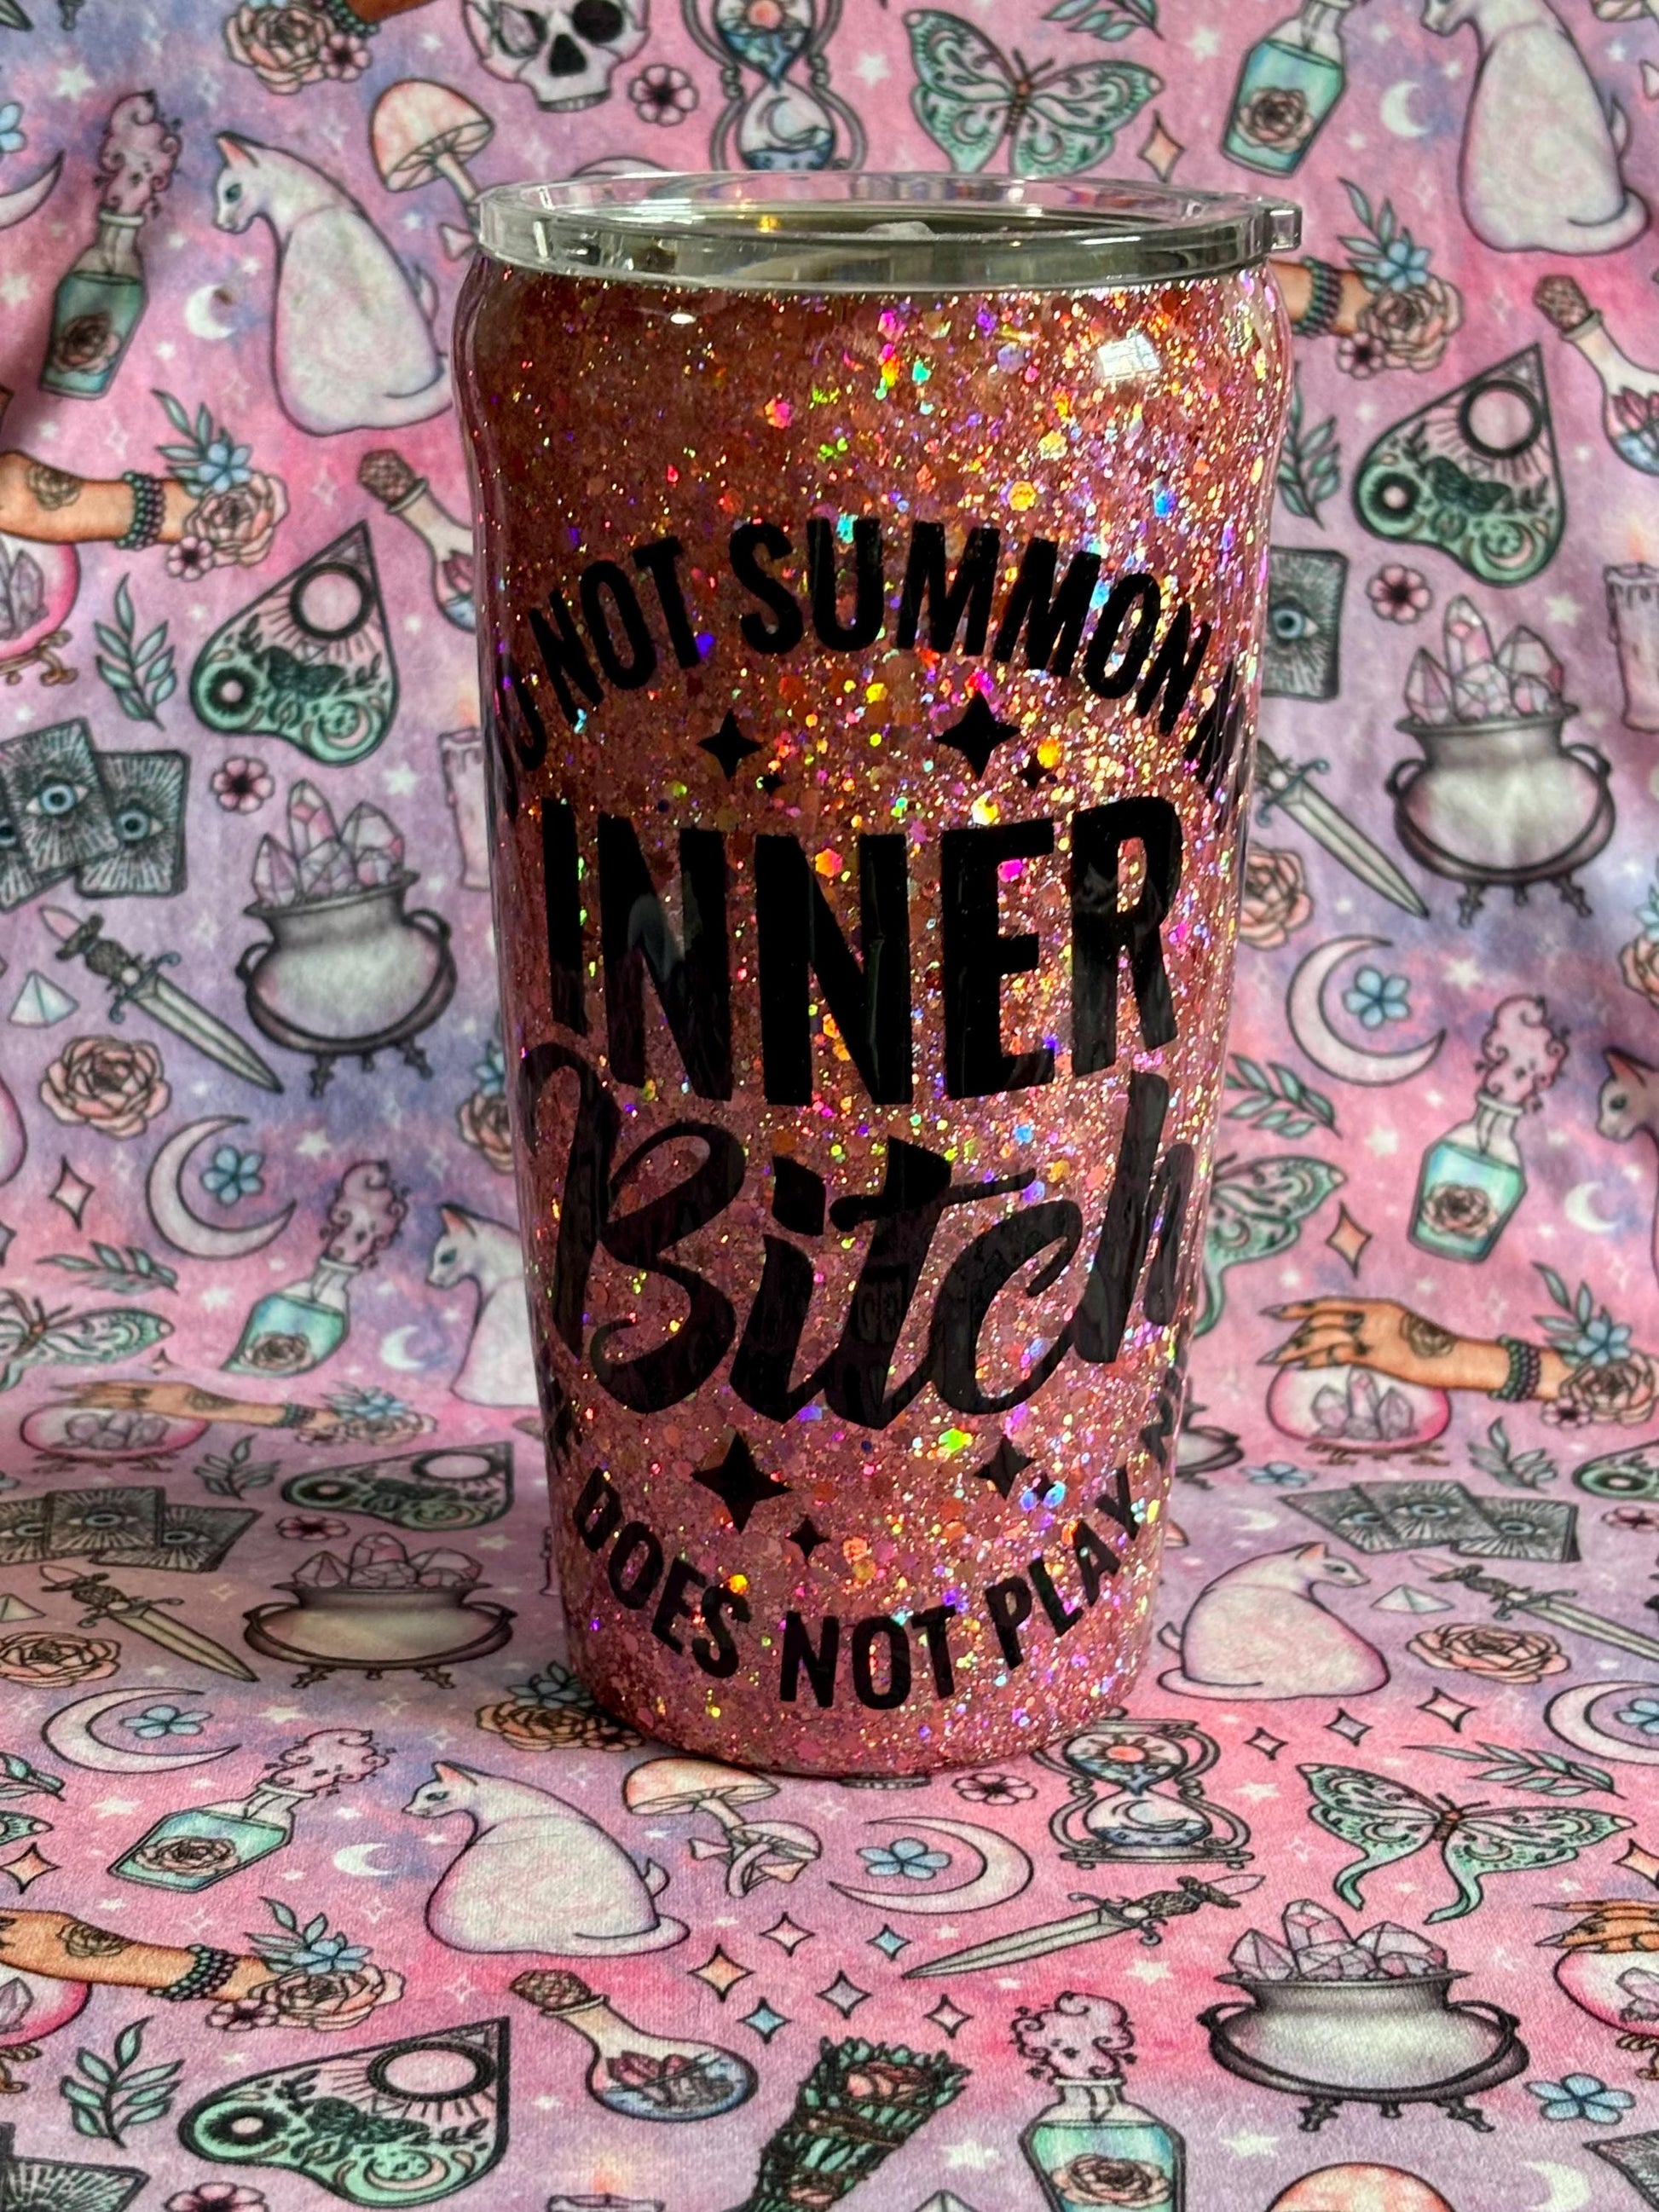 NOT SUMMON
INNER
Bitch
DOES NOT PLAY